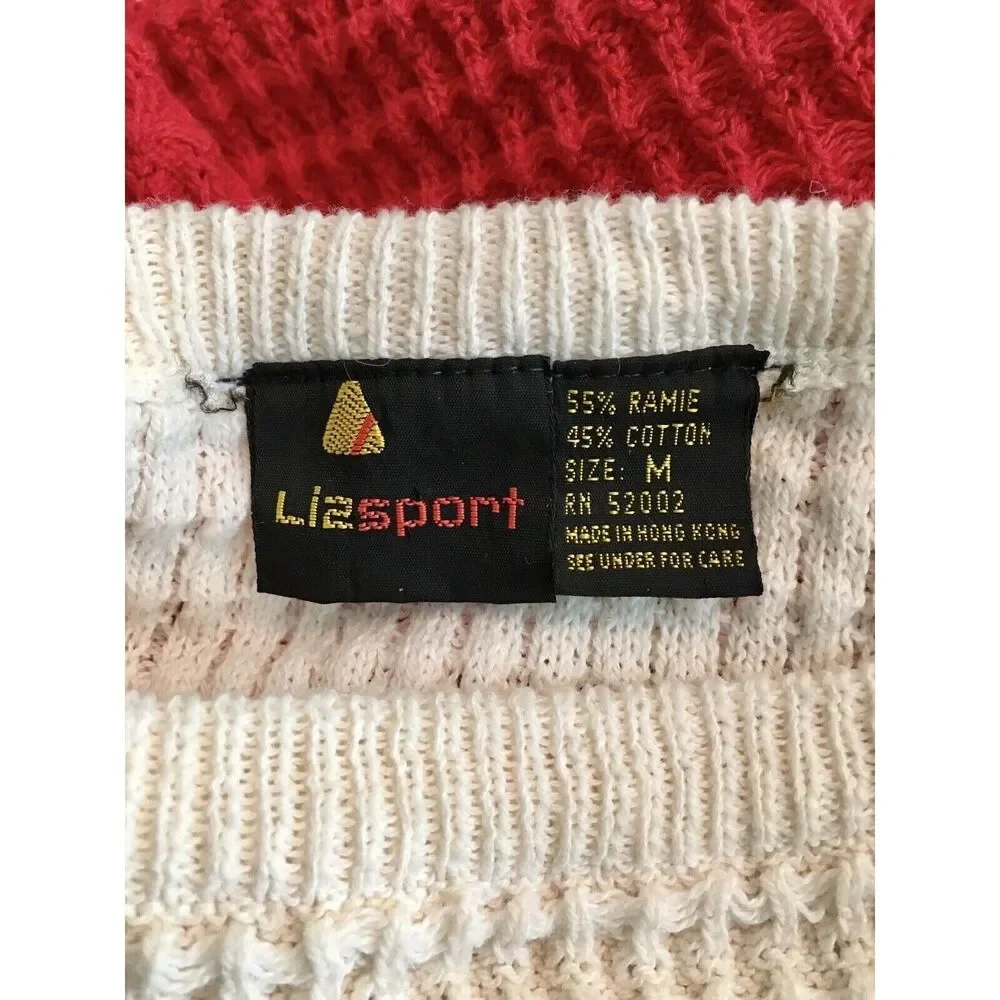 Lizsport
55% RAMIE
45% COTTON
SIZE: M
RN 52002
MADE IN HONG KONG
SEE UNDER FOR CARE